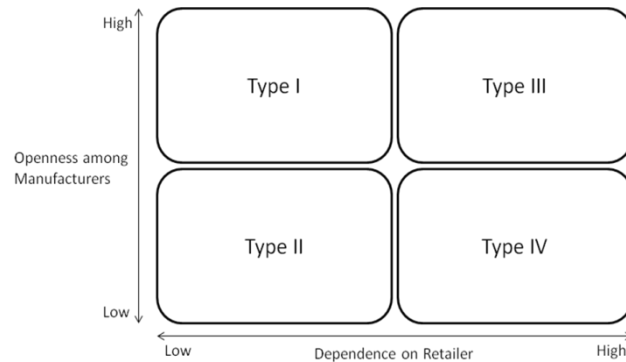 High
Type I
Type III
Openness among
Manufacturers
Type II
Type IV
Low
Low
Dependence on Retailer
High